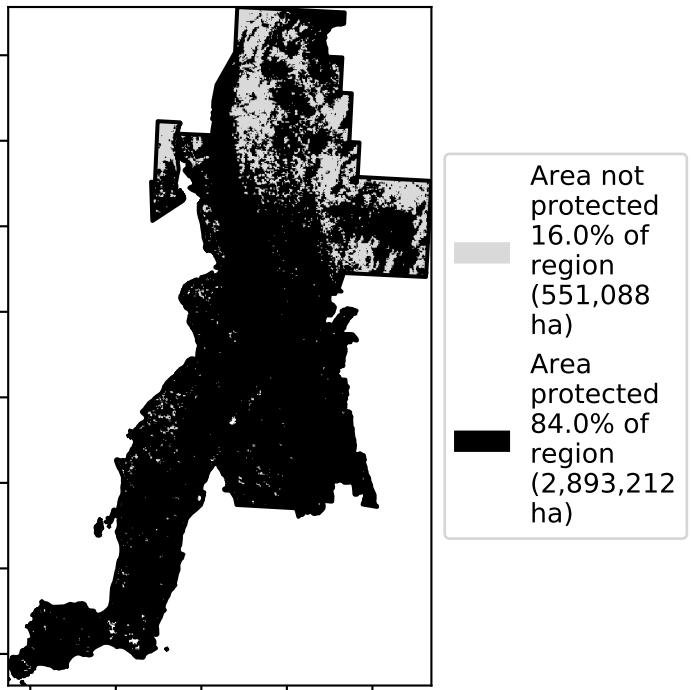 Area not
protected
16.0% of
region
(551,088
ha)
Area
protected
84.0% of
region
(2,893,212
ha)